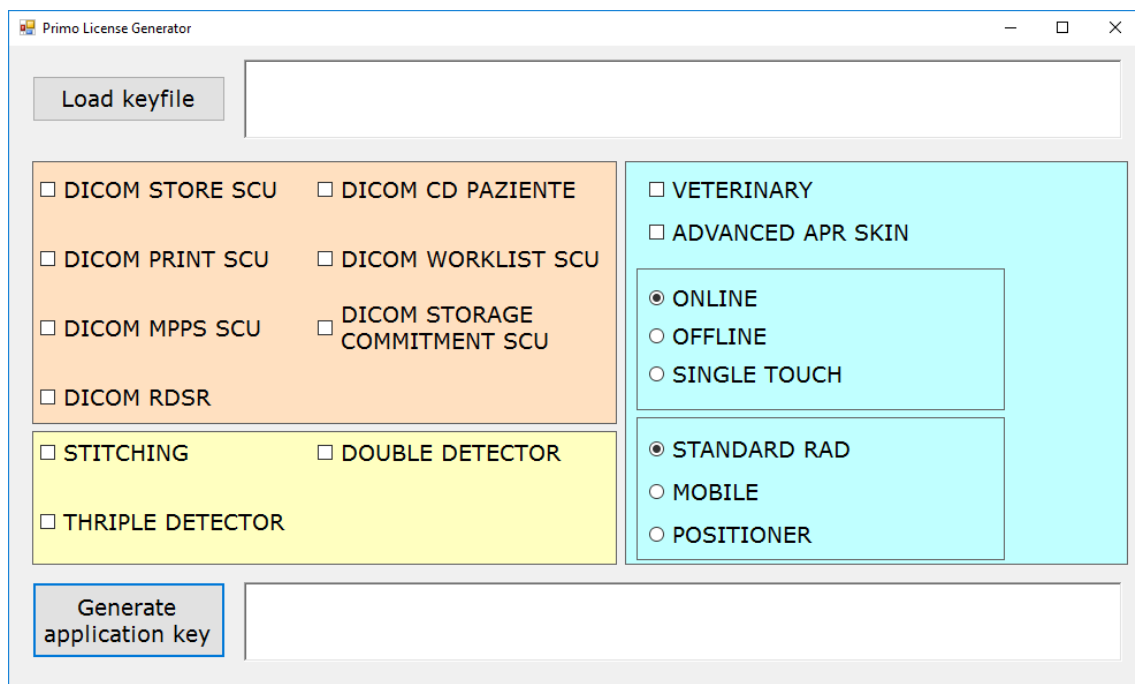 Primo License Generator
Load keyfile
DICOM STORE SCU
DICOM CD PAZIENTE
DICOM PRINT SCU
DICOM WORKLIST SCU
DICOM MPPS SCU
DICOM STORAGE
COMMITMENT SCU
DICOM RDSR
STITCHING
DOUBLE DETECTOR
THRIPLE DETECTOR
VETERINARY
ADVANCED APR SKIN
ONLINE
OFFLINE
SINGLE TOUCH
STANDARD RAD
MOBILE
POSITIONER
Generate
application key